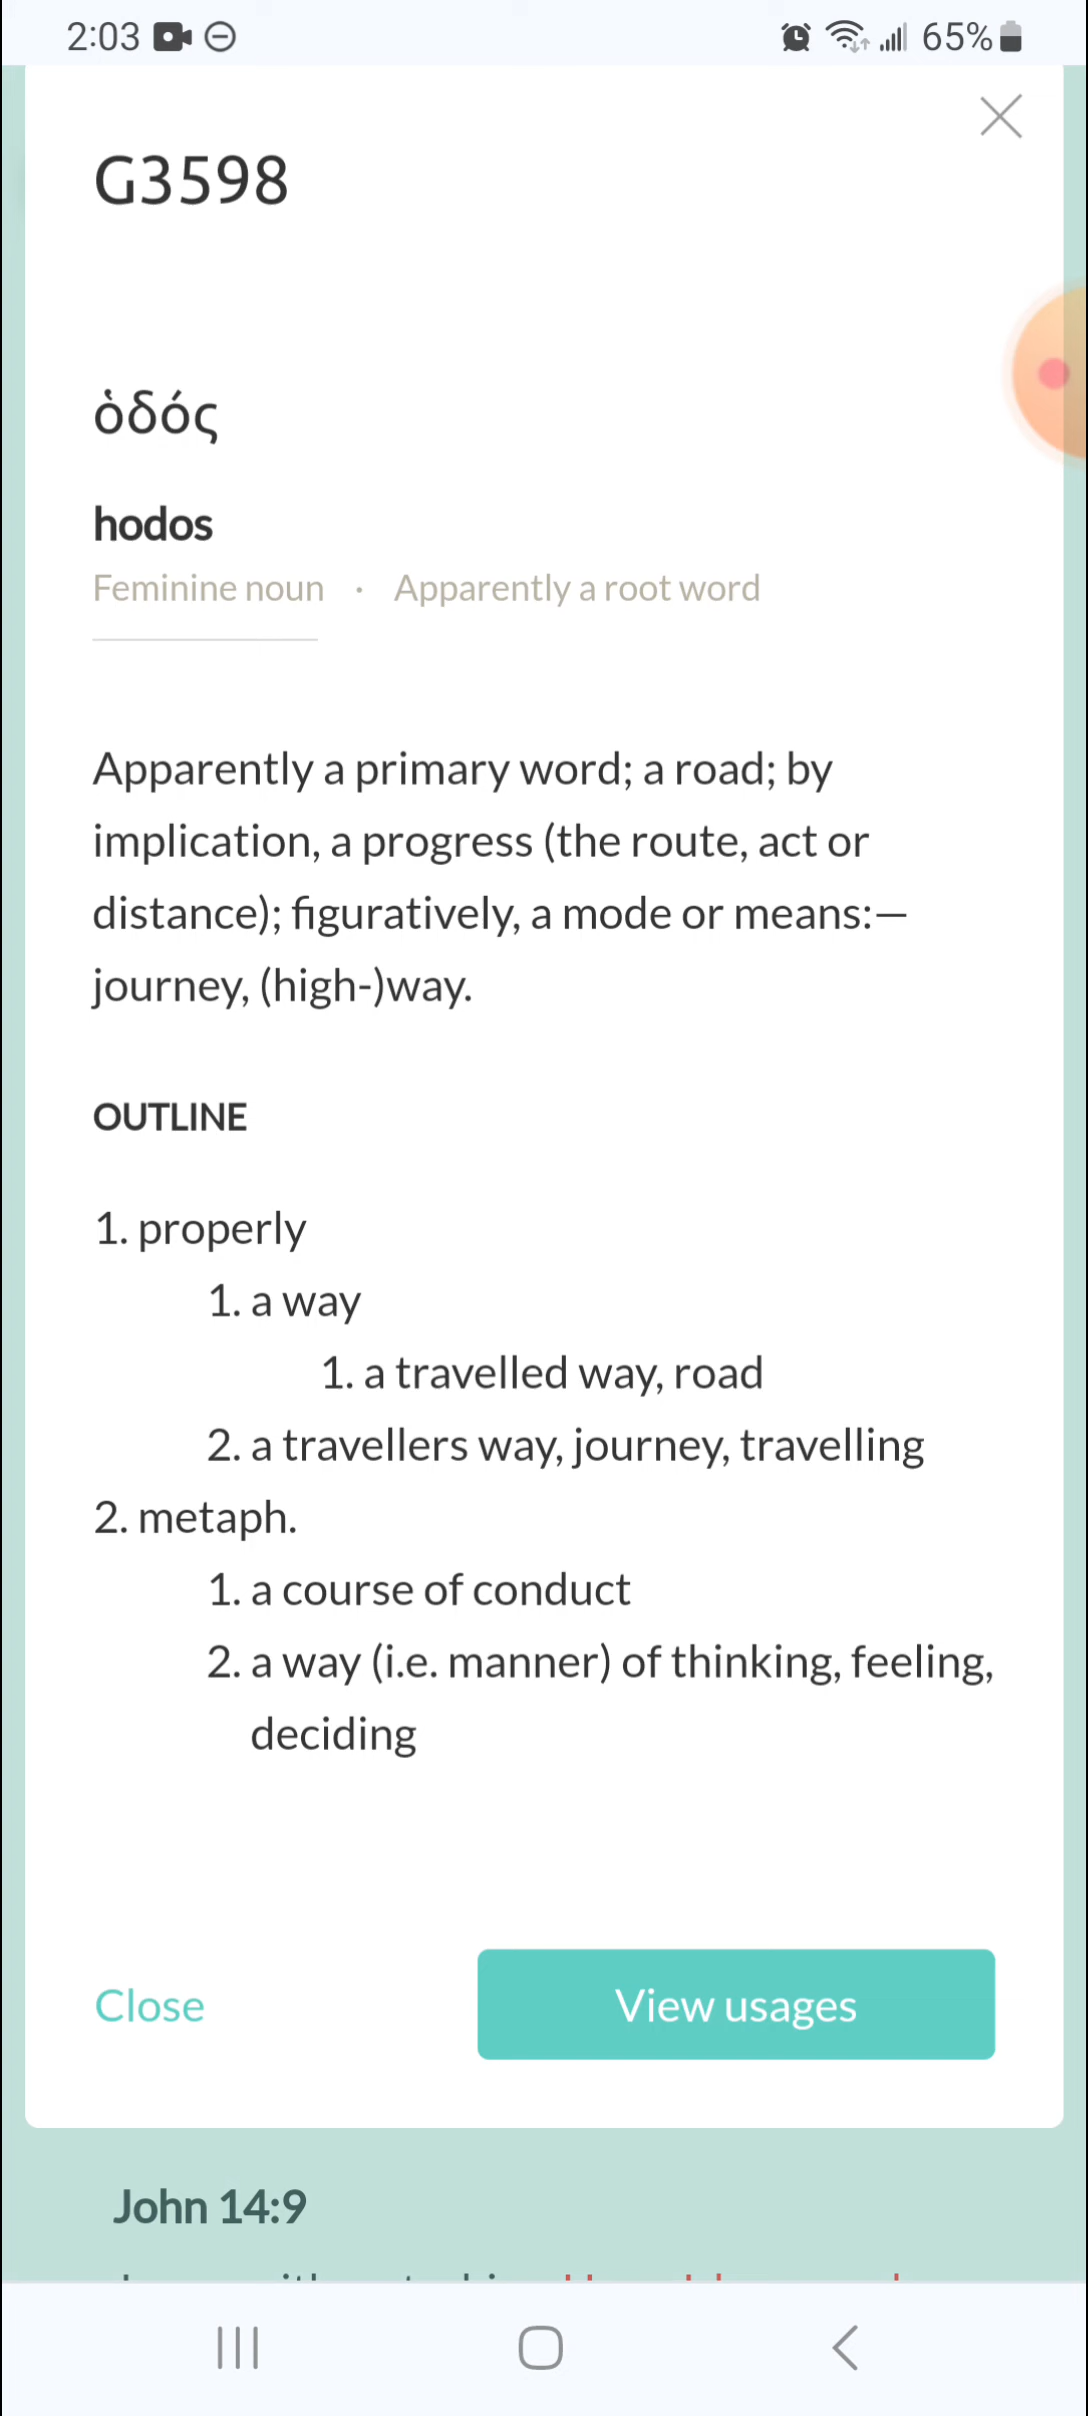 2:03
65%
G3598
ὁδός
hodos
Feminine noun · Apparently a root word
Apparently a primary word; a road; by
implication, a progress (the route, act or
distance); figuratively, a mode or means:—
journey, (high-)way.
OUTLINE
1. properly
1. a way
1. a travelled way, road
2. a travellers way, journey, travelling
2. metaph.
1. a course of conduct
2. a way (i.e. manner) of thinking, feeling,
deciding
Close
View usages
John 14:9